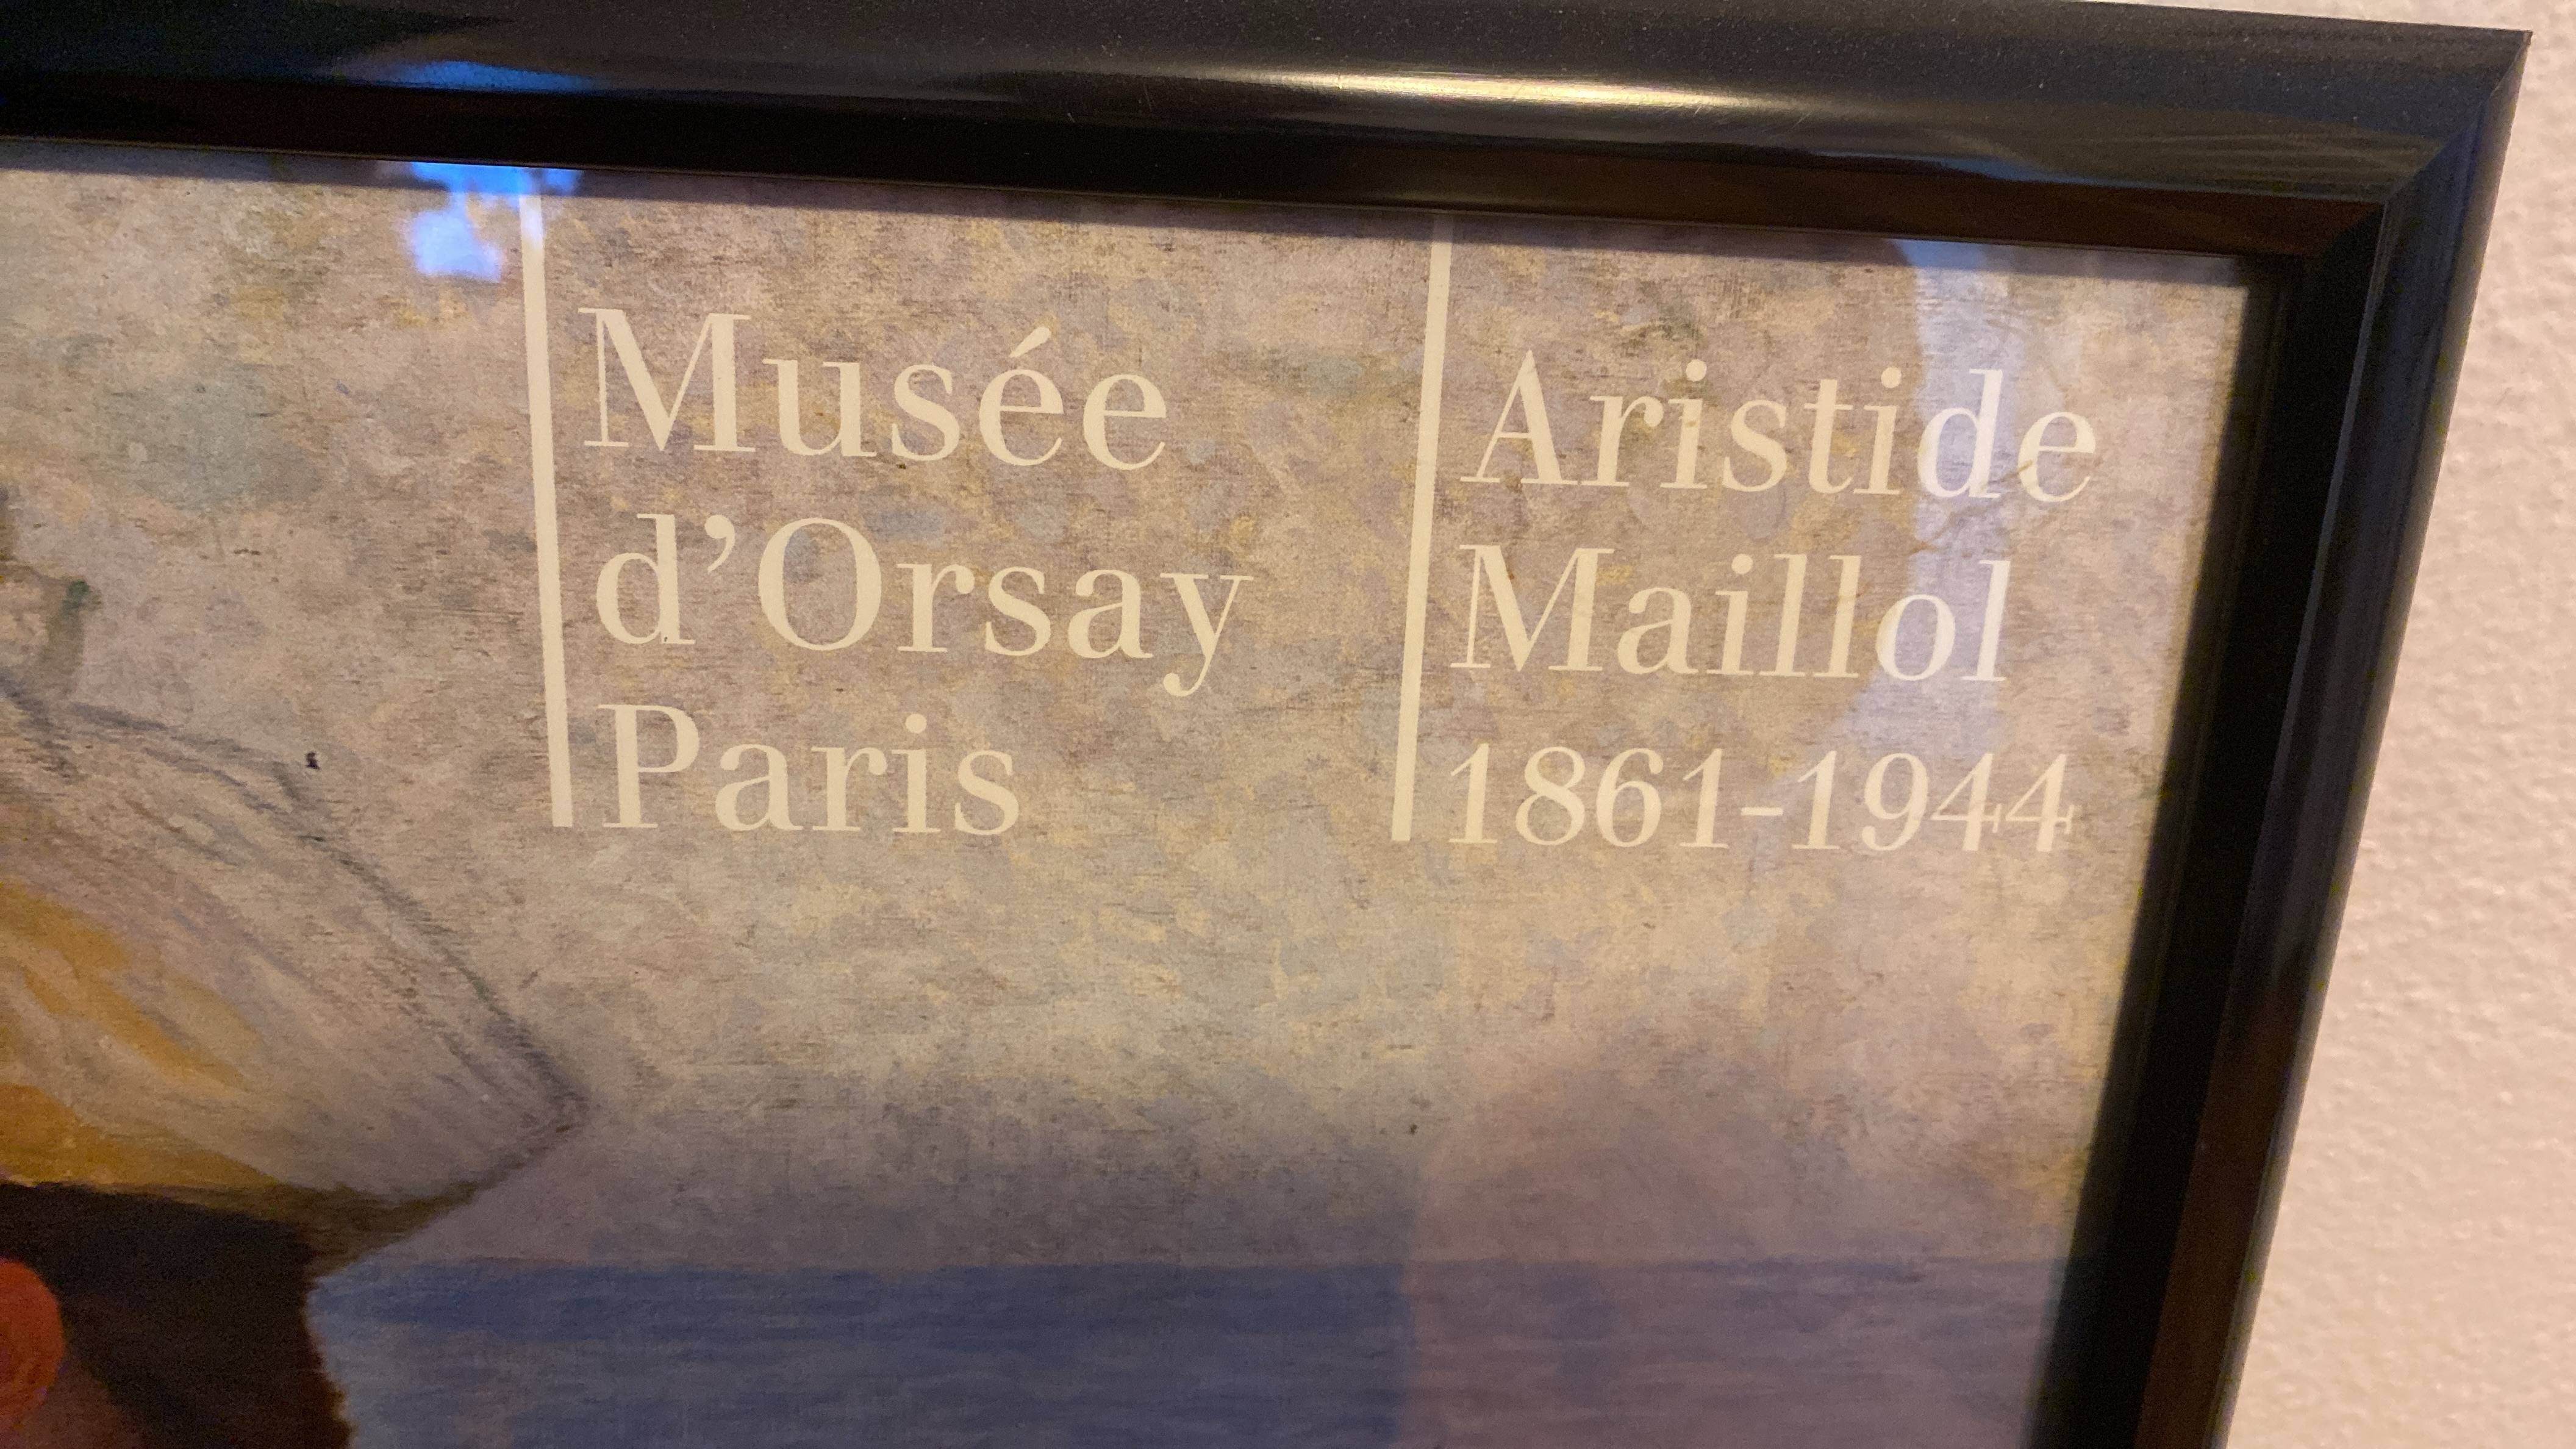 Musée
d’Orsay
Paris
Aristide
Maillol
1861-1944